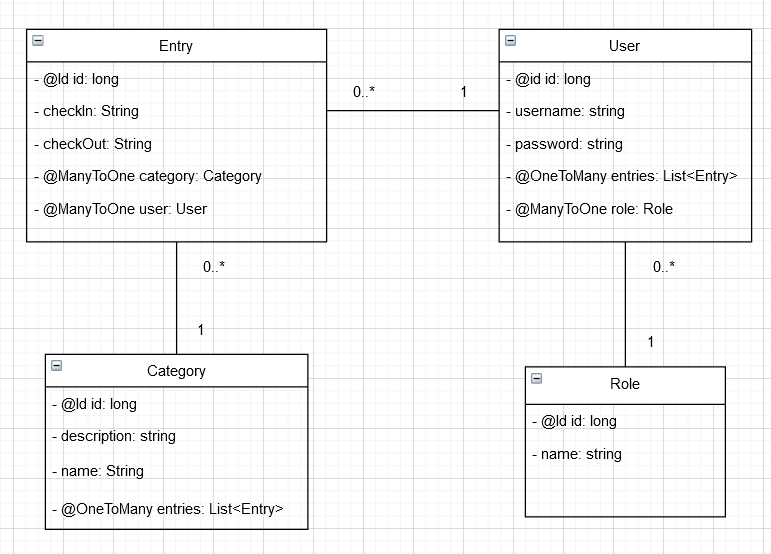 Entry
- @Id id: long
- checkIn: String
- checkOut: String
- @ManyToOne category: Category
- @ManyToOne user: User
0..*
1
User
- @id id: long
- username: string
- password: string
- @OneToMany entries: List<Entry>
- @ManyToOne role: Role
0..*
1
0..*
1
Category
- @Id id: long
- description: string
- name: String
- @OneToMany entries: List<Entry>
Role
- @Id id: long
- name: string